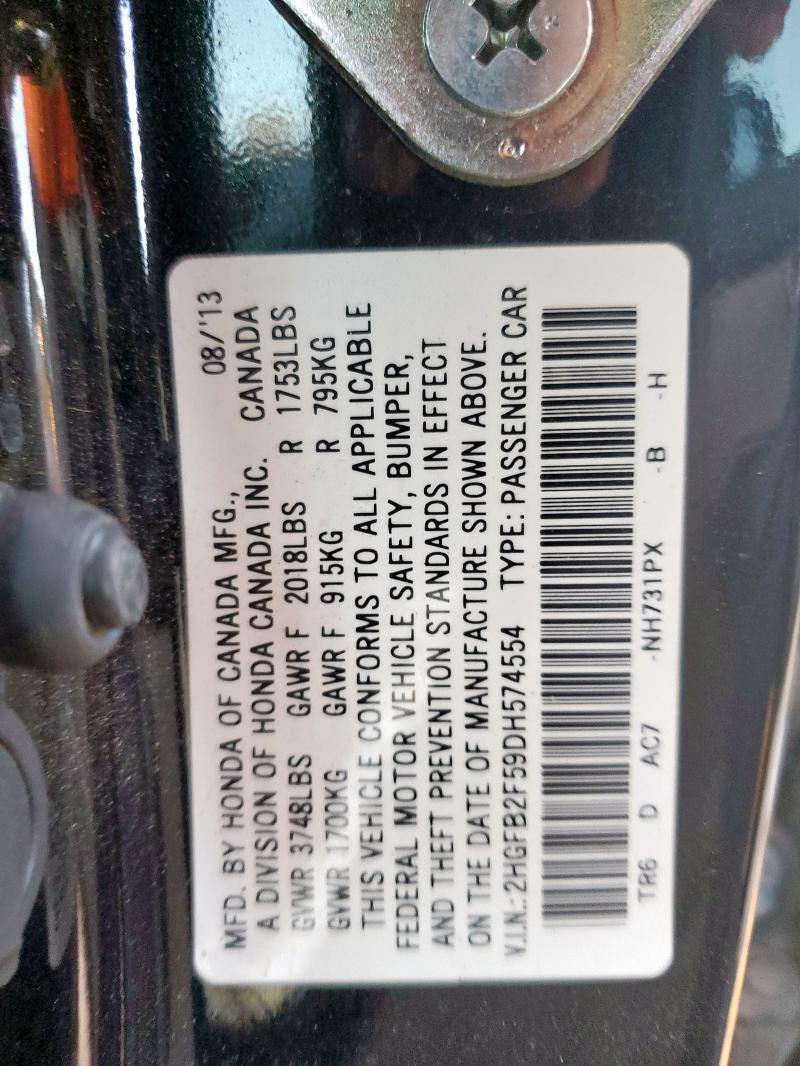 MFD. BY HONDA OF CANADA MFG., 08/'13
A DIVISION OF HONDA CANADA INC. CANADA
GVWR 3748LBS GAWR F 2018LBS R 1753LBS
GVWR 1700KG GAWR F 915KG R 795KG
THIS VEHICLE CONFORMS TO ALL APPLICABLE
FEDERAL MOTOR VEHICLE SAFETY, BUMPER,
AND THEFT PREVENTION STANDARDS IN EFFECT
ON THE DATE OF MANUFACTURE SHOWN ABOVE.
V.I.N.:2HGFB2F59DH574554 TYPE: PASSENGER CAR
TR6 D AC7 -NH731PX -B -H